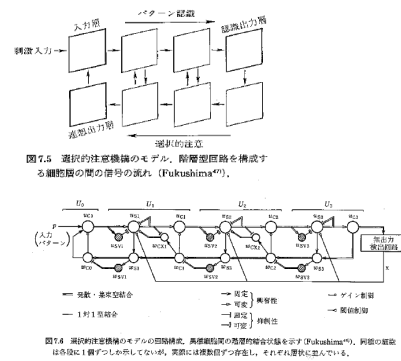 パターン認識
入力層
認識出力層
刺激入力
連想出力層
選択的注意
図7.5 選択的注意機構のモデル．階層型回路を構成す
る細胞層の間の信号の流れ（Fukushima⁴⁷⁾）．
U₀ U₁ U₂ U₃
p
(入力
パターン)
無出力
検出回路
x
発散・集束型結合
1対1型結合
固定
可変
興奮性
固定
可変
抑制性
ゲイン制御
閾値制御
図7.6 選択的注意機構のモデルの回路構成．異種細胞間の階層的結合状態を示す（Fukushima⁴⁷⁾）．同種の細胞
は各段に1個ずつしか示してないが，実際には複数個ずつ存在し，それぞれ層状に並んでいる．